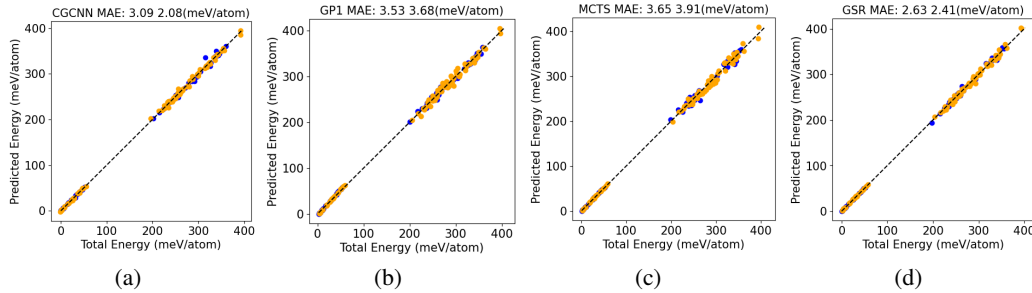 CGCNN MAE: 3.09 2.08(meV/atom)
Predicted Energy (meV/atom)
400
300
200
100
0
0 100 200 300 400
Total Energy (meV/atom)
(a)
GP1 MAE: 3.53 3.68(meV/atom)
Predicted Energy (meV/atom)
400
300
200
100
0
0 100 200 300 400
Total Energy (meV/atom)
(b)
MCTS MAE: 3.65 3.91(meV/atom)
Predicted Energy (meV/atom)
400
300
200
100
0
0 100 200 300 400
Total Energy (meV/atom)
(c)
GSR MAE: 2.63 2.41(meV/atom)
Predicted Energy (meV/atom)
400
300
200
100
0
0 100 200 300 400
Total Energy (meV/atom)
(d)